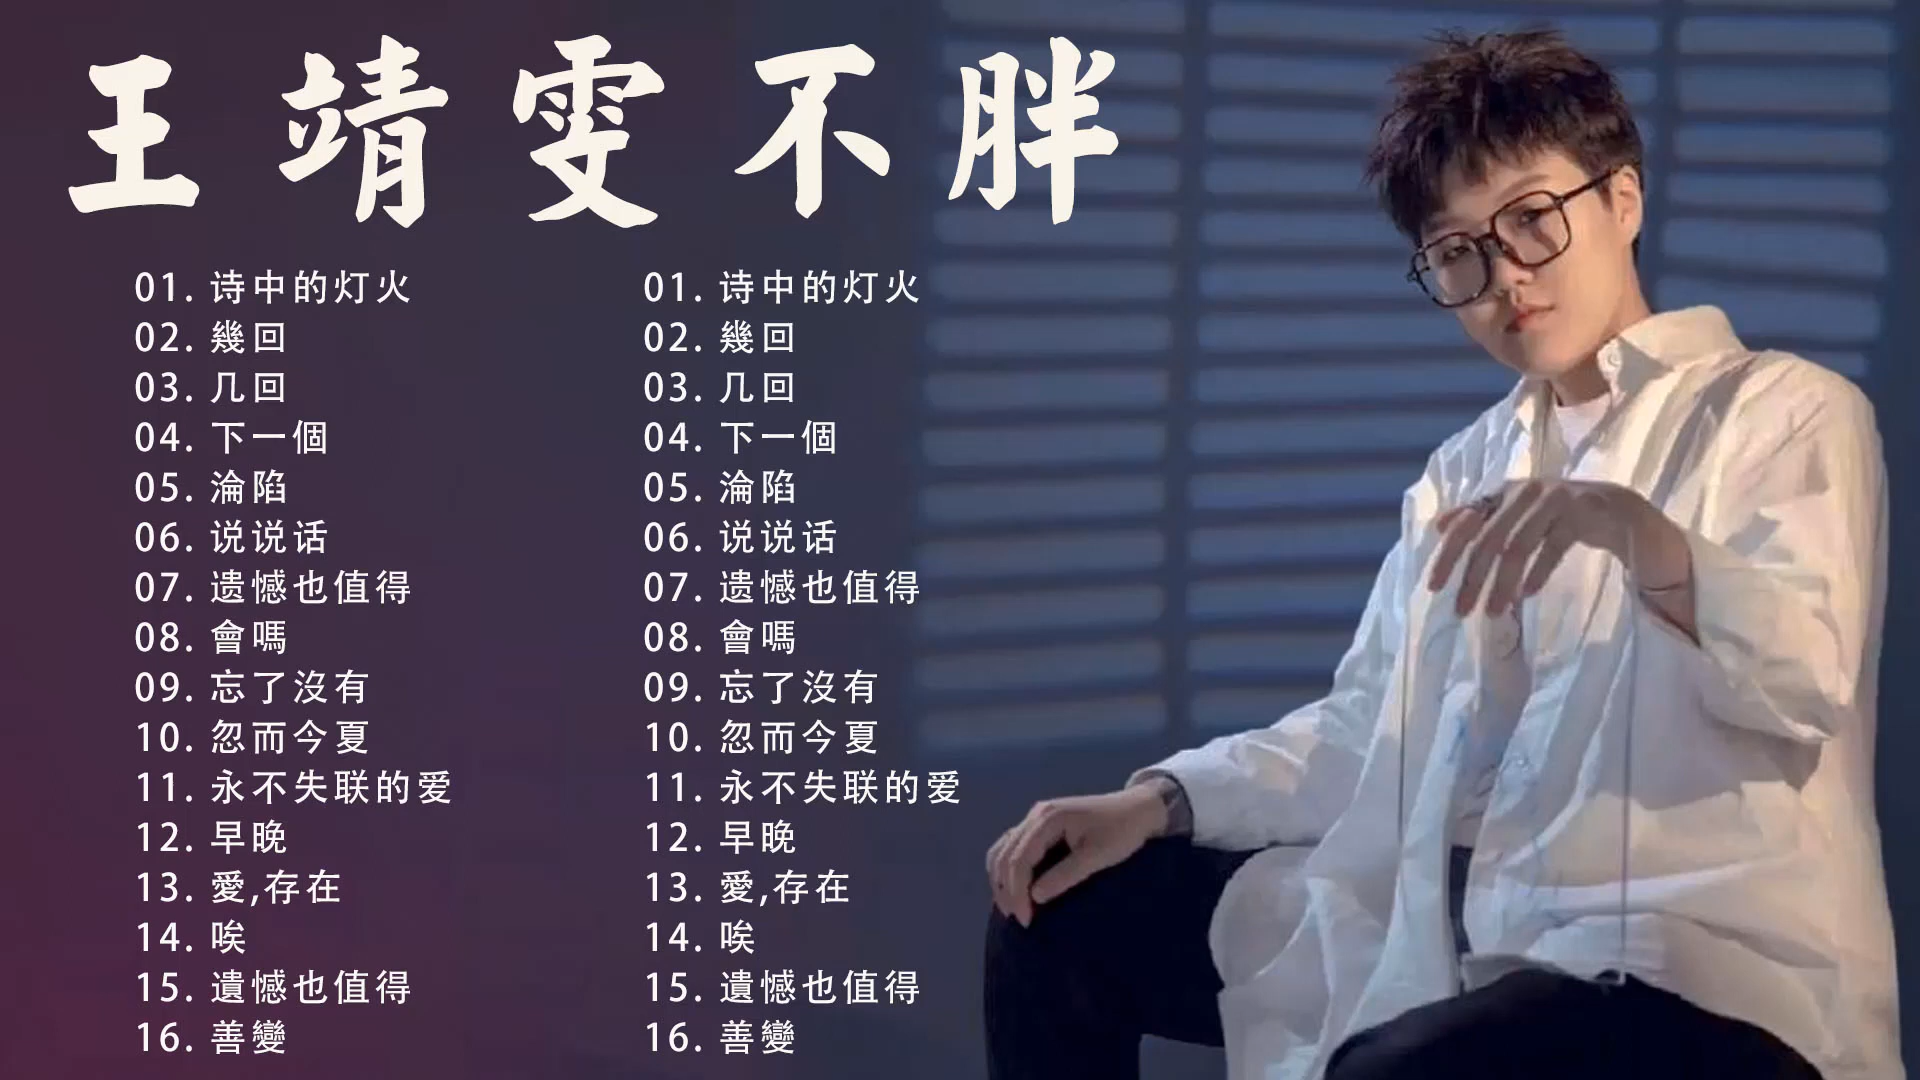 王靖雯不胖
01. 诗中的灯火
02. 幾回
03. 几回
04. 下一個
05. 淪陷
06. 说说话
07. 遗憾也值得
08. 會嗎
09. 忘了沒有
10. 忽而今夏
11. 永不失联的爱
12. 早晚
13. 愛,存在
14. 唉
15. 遺憾也值得
16. 善變
01. 诗中的灯火
02. 幾回
03. 几回
04. 下一個
05. 淪陷
06. 说说话
07. 遗憾也值得
08. 會嗎
09. 忘了沒有
10. 忽而今夏
11. 永不失联的爱
12. 早晚
13. 愛,存在
14. 唉
15. 遺憾也值得
16. 善變